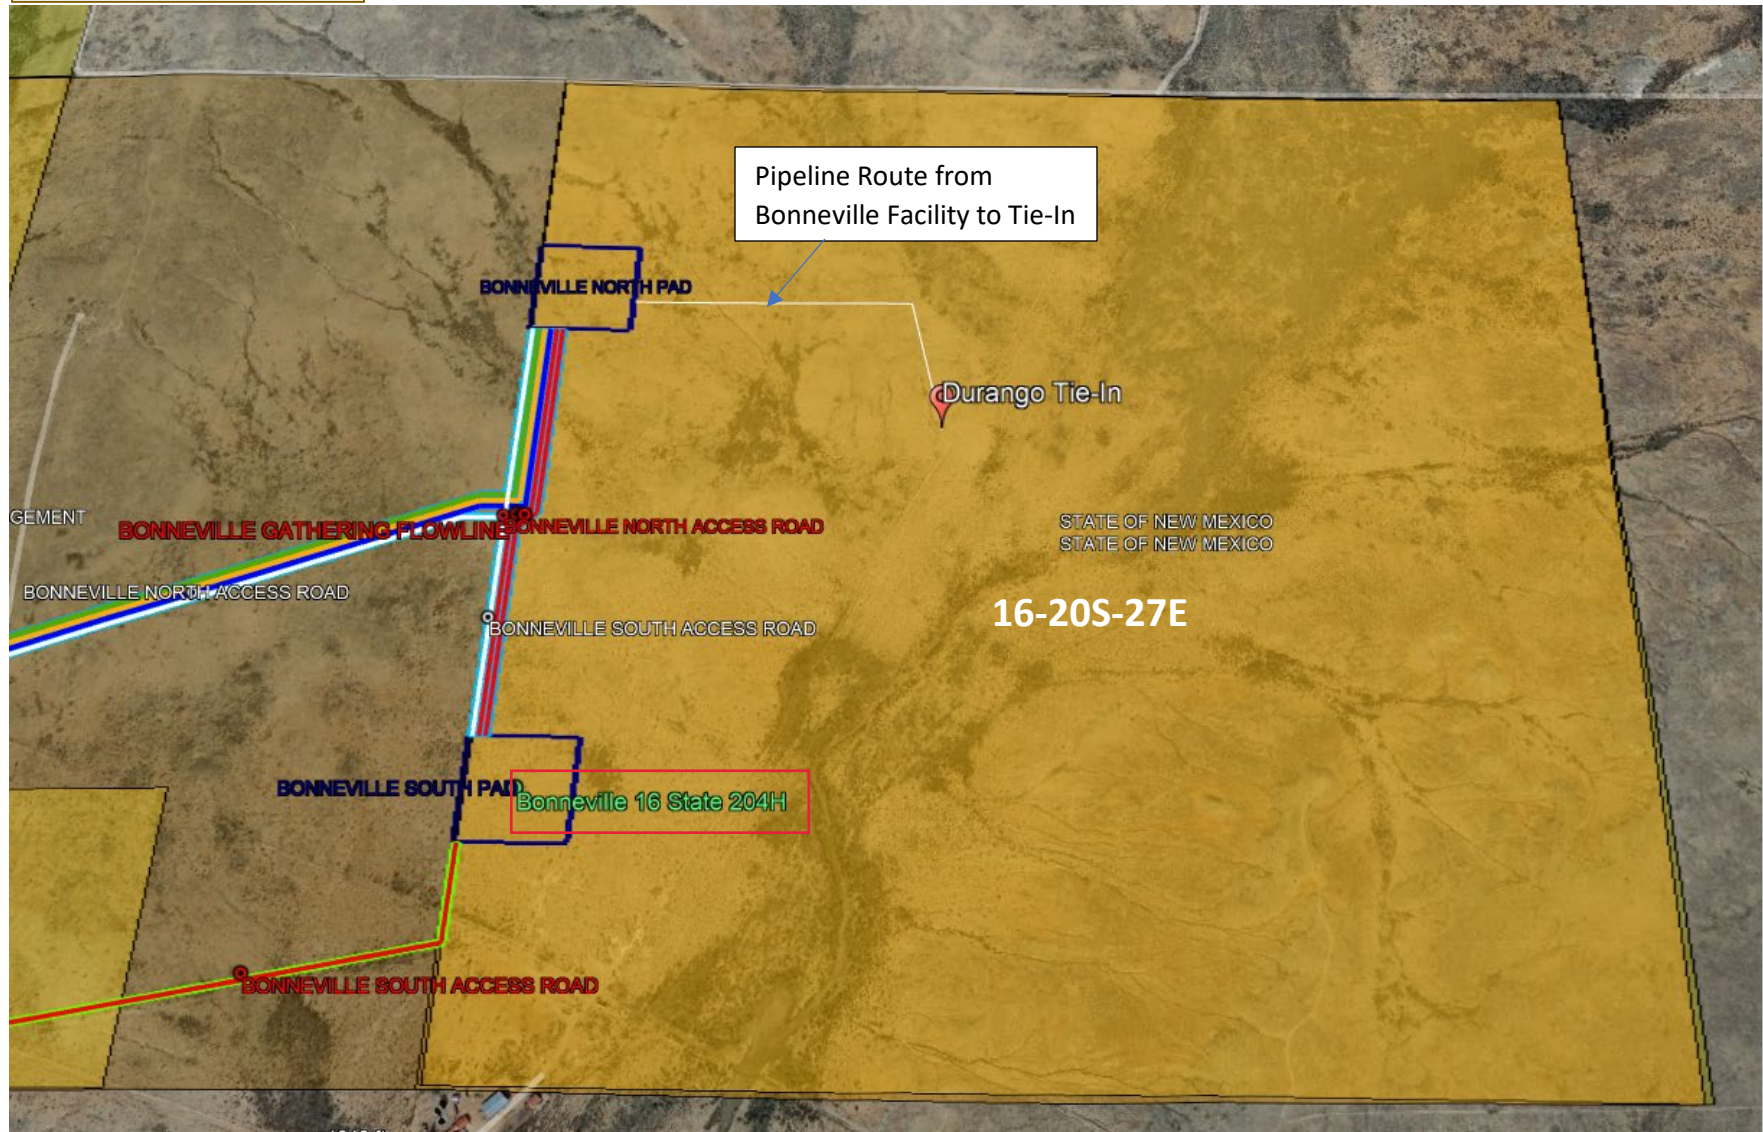 Pipeline Route from
Bonneville Facility to Tie-In
BONNEVILLE NORTH PAD
Durango Tie-In
GEMENT
BONNEVILLE GATHERING FLOWLINE
BONNEVILLE NORTH ACCESS ROAD
STATE OF NEW MEXICO
STATE OF NEW MEXICO
BONNEVILLE NORTH ACCESS ROAD
16-20S-27E
BONNEVILLE SOUTH ACCESS ROAD
BONNEVILLE SOUTH PAD
Bonneville 16 State 204H
BONNEVILLE SOUTH ACCESS ROAD